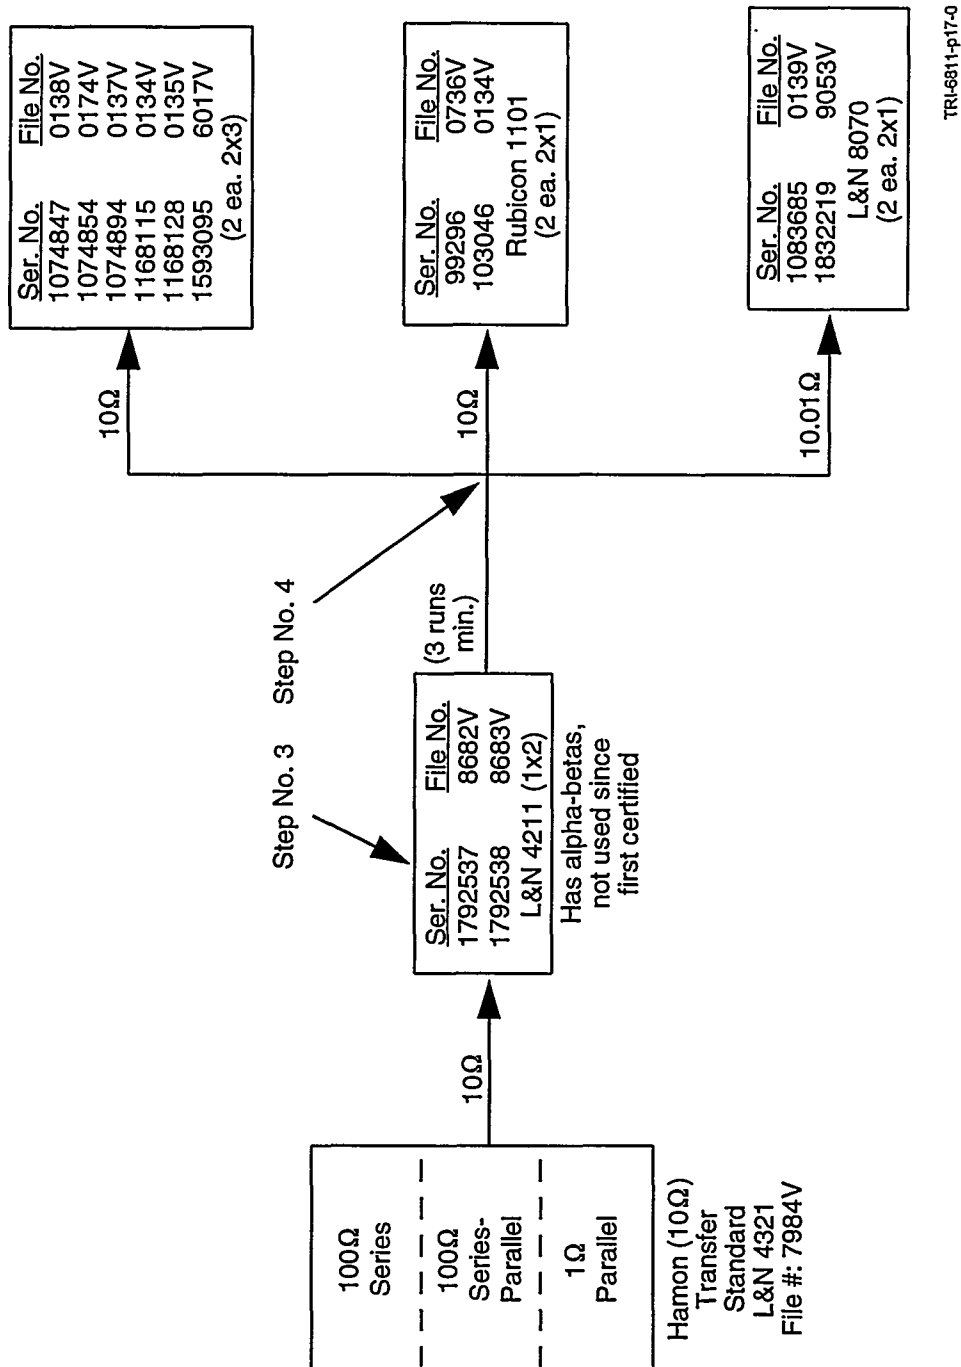 100Ω
Series
100Ω
Series-
Parallel
1Ω
Parallel
Hamon (10Ω)
Transfer
Standard
L&N 4321
File #: 7984V
10Ω
Step No. 3
Step No. 4
Ser. No. File No.
1792537 8682V
1792538 8683V
L&N 4211 (1x2)
Has alpha-betas,
not used since
first certified
(3 runs
min.)
10Ω
Ser. No. File No.
1074847 0138V
1074854 0174V
1074894 0137V
1168115 0134V
1168128 0135V
1593095 6017V
(2 ea. 2x3)
10Ω
Ser. No. File No.
99296 0736V
103046 0134V
Rubicon 1101
(2 ea. 2x1)
10.01Ω
Ser. No. File No.
1083685 0139V
1832219 9053V
L&N 8070
(2 ea. 2x1)
TRI-6811-p17-0